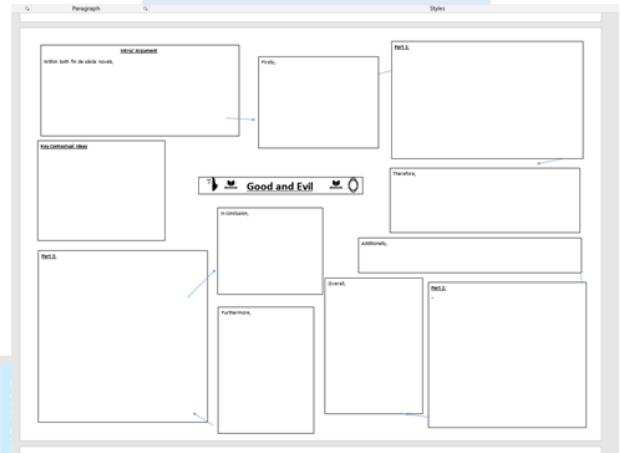 Paragraph
Styles
Intro/ Argument
Within both fin de siècle novels,
Firstly,
Part 1:
Key Contextual Ideas
Therefore,
Good and Evil
In conclusion,
Additionally,
Part 3:
Overall,
Part 2:
Furthermore,